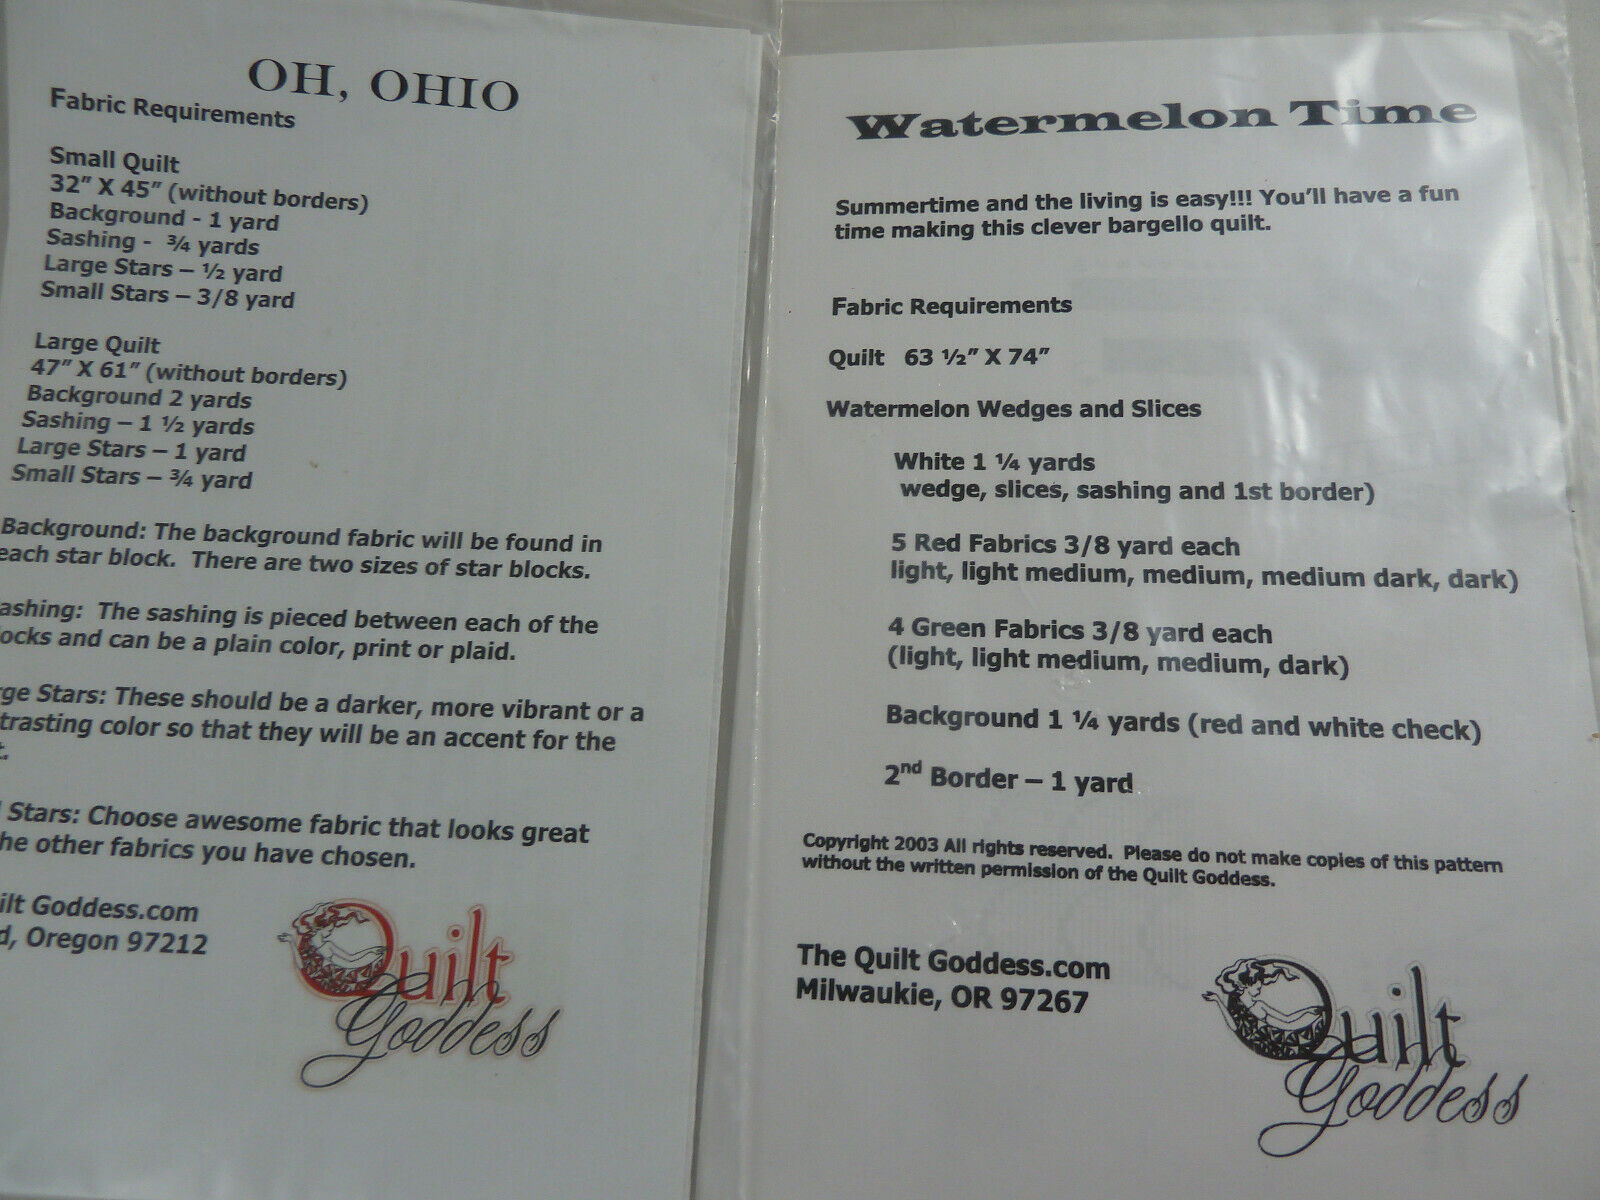 OH, OHIO
Fabric Requirements
Small Quilt
32" X 45" (without borders)
Background - 1 yard
Sashing - ¾ yards
Large Stars – ½ yard
Small Stars – 3/8 yard
Large Quilt
47" X 61" (without borders)
Background 2 yards
Sashing – 1 ½ yards
Large Stars – 1 yard
Small Stars – ¾ yard
Background: The background fabric will be found in
each star block. There are two sizes of star blocks.
ashing: The sashing is pieced between each of the
ocks and can be a plain color, print or plaid.
ge Stars: These should be a darker, more vibrant or a
trasting color so that they will be an accent for the
t.
l Stars: Choose awesome fabric that looks great
he other fabrics you have chosen.
ilt Goddess.com
d, Oregon 97212
Quilt
Goddess
Watermelon Time
Summertime and the living is easy!!! You'll have a fun
time making this clever bargello quilt.
Fabric Requirements
Quilt 63 ½" X 74"
Watermelon Wedges and Slices
White 1 ¼ yards
wedge, slices, sashing and 1st border)
5 Red Fabrics 3/8 yard each
light, light medium, medium, medium dark, dark)
4 Green Fabrics 3/8 yard each
(light, light medium, medium, dark)
Background 1 ¼ yards (red and white check)
2nd Border – 1 yard
Copyright 2003 All rights reserved. Please do not make copies of this pattern
without the written permission of the Quilt Goddess.
The Quilt Goddess.com
Milwaukie, OR 97267
Quilt
Goddess